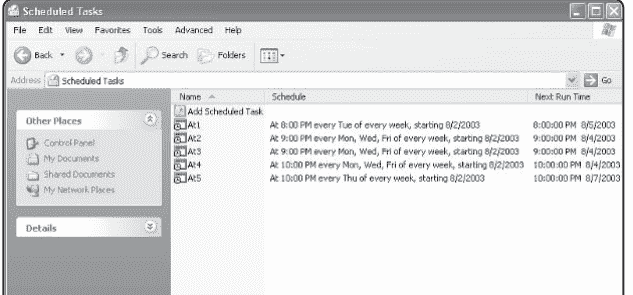 Scheduled Tasks
File Edit View Favorites Tools Advanced Help
Back Search Folders
Address Scheduled Tasks Go
Name Schedule Next Run Time
Other Places
Control Panel
My Documents
Shared Documents
My Network Places
Details
Add Scheduled Task
At1 At 8:00 PM every Tue of every week, starting 8/2/2003 8:00:00 PM 8/5/2003
At2 At 9:00 PM every Mon, Wed, Fri of every week, starting 8/2/2003 9:00:00 PM 8/4/2003
At3 At 9:00 PM every Mon, Wed, Fri of every week, starting 8/2/2003 9:00:00 PM 8/4/2003
At4 At 10:00 PM every Mon, Wed, Fri of every week, starting 8/2/2003 10:00:00 PM 8/4/2003
At5 At 10:00 PM every Thu of every week, starting 8/2/2003 10:00:00 PM 8/7/2003